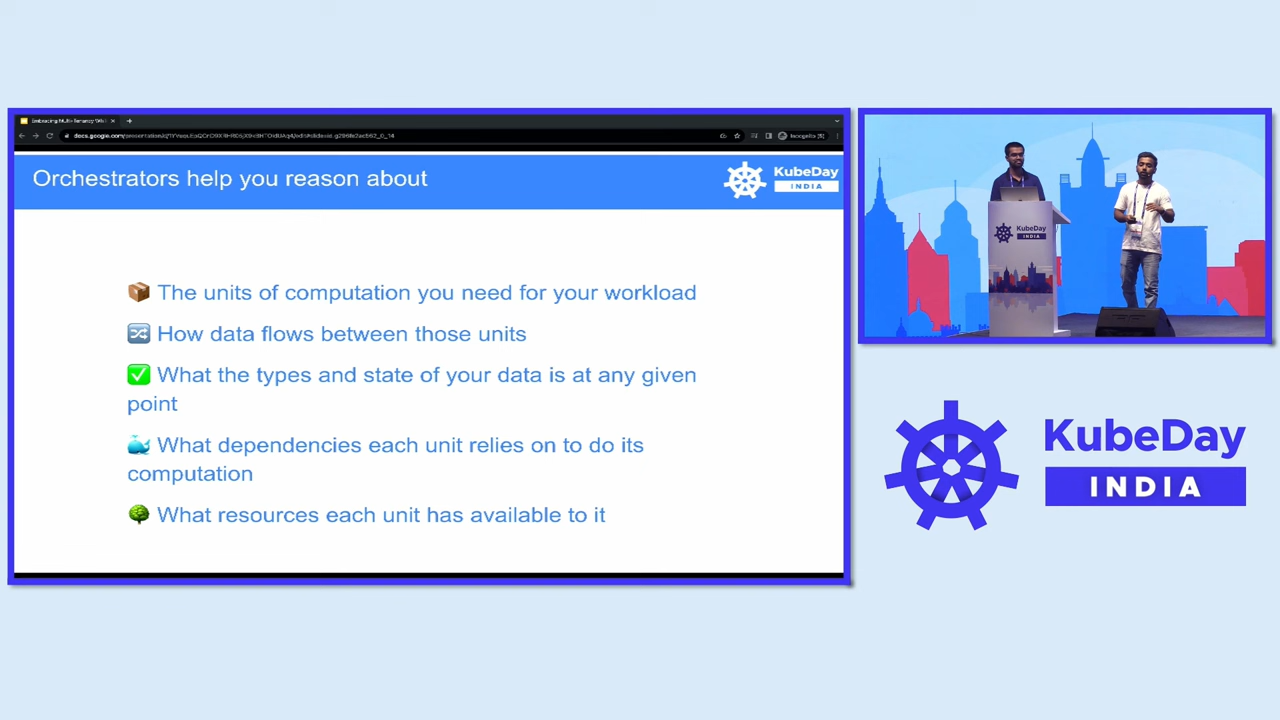 Orchestrators help you reason about
KubeDay
INDIA
📦 The units of computation you need for your workload
🔀 How data flows between those units
✅ What the types and state of your data is at any given
point
🐳 What dependencies each unit relies on to do its
computation
🌳 What resources each unit has available to it
KubeDay
INDIA
KubeDay
INDIA